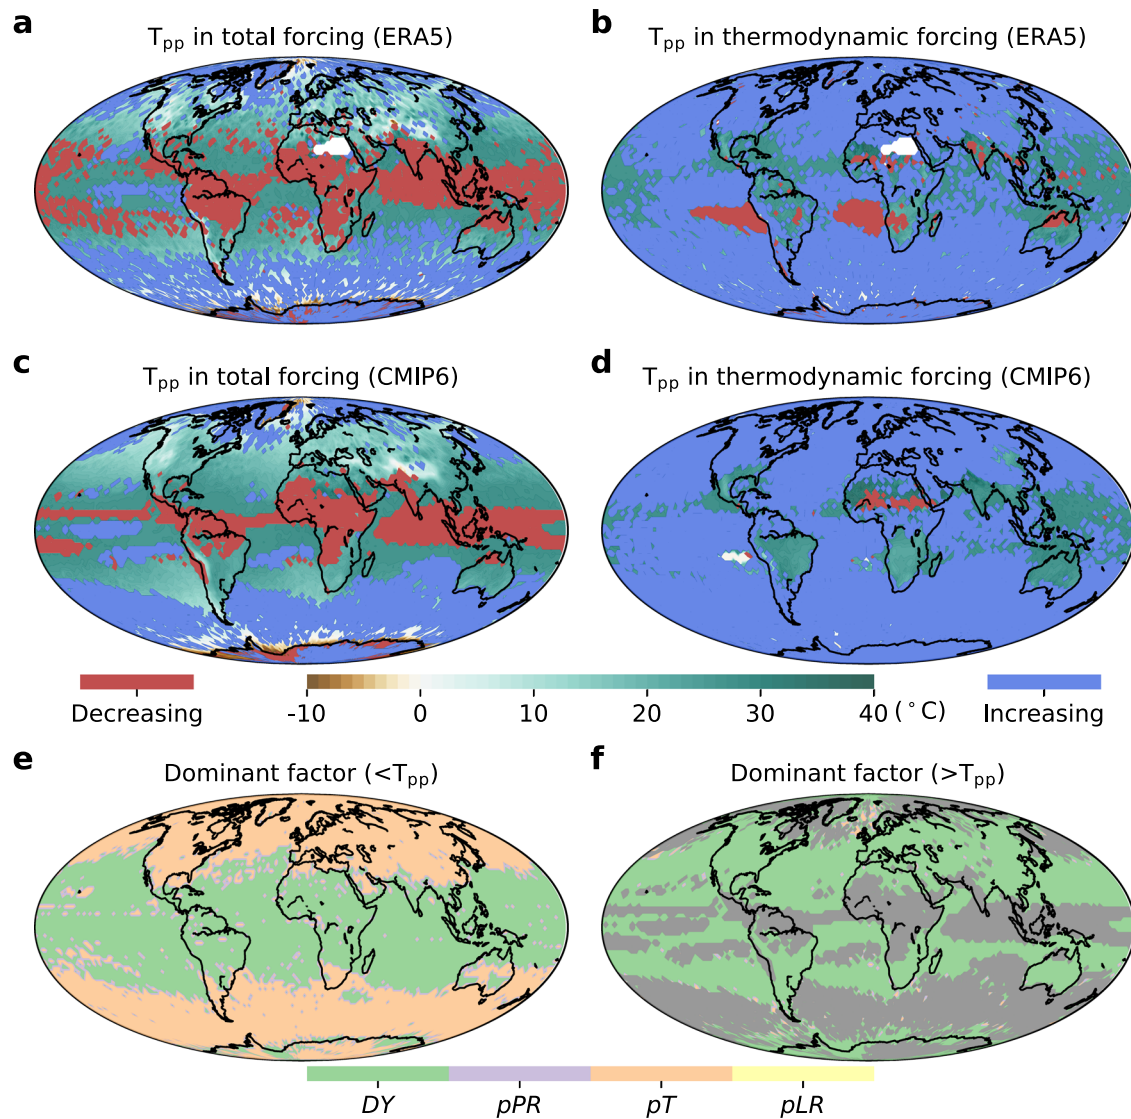 a
T_pp in total forcing (ERA5)
b
T_pp in thermodynamic forcing (ERA5)
c
T_pp in total forcing (CMIP6)
d
T_pp in thermodynamic forcing (CMIP6)
Decreasing
-10 0 10 20 30 40 (°C)
Increasing
e
Dominant factor (<T_pp)
f
Dominant factor (>T_pp)
DY pPR pT pLR